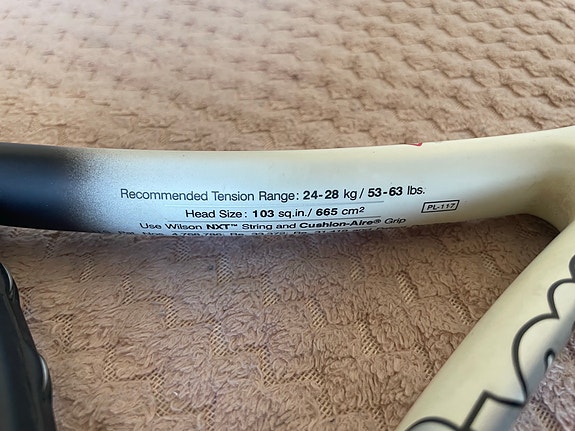 Recommended Tension Range: 24-28 kg / 53-63 lbs.
Head Size: 103 sq.in./ 665 cm²
PL-117
Use Wilson NXT™ String and Cushion-Aire® Grip